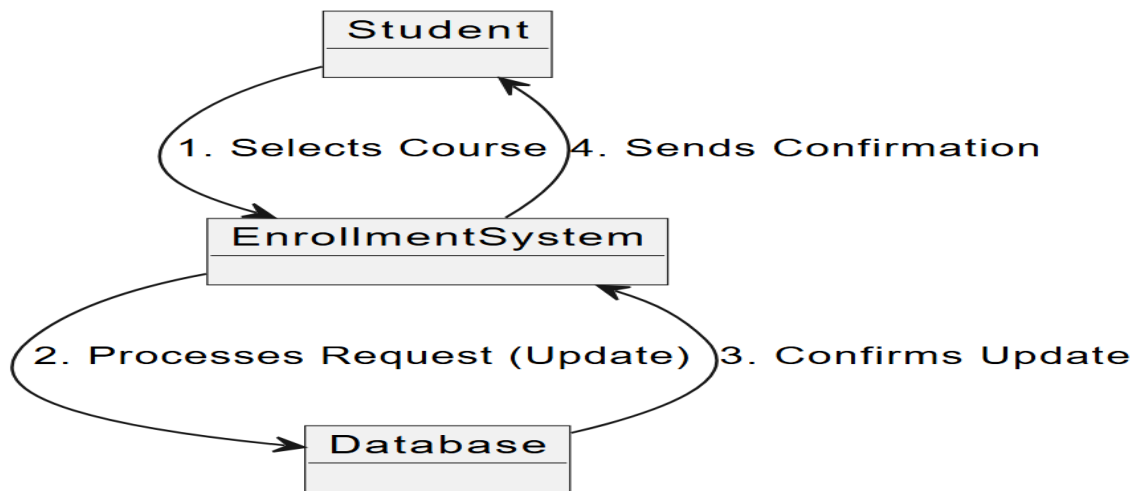 Student
1. Selects Course
4. Sends Confirmation
EnrollmentSystem
2. Processes Request (Update)
3. Confirms Update
Database